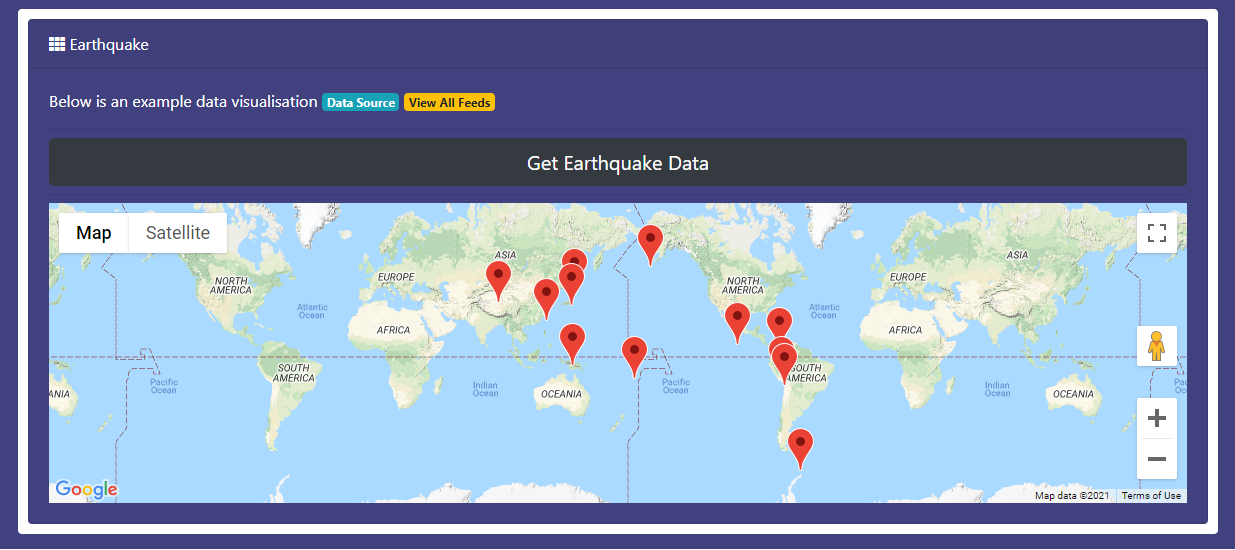 Earthquake
Below is an example data visualisation Data Source View All Feeds
Get Earthquake Data
Map Satellite
ASIA ASIA
EUROPE EUROPE
NORTH AMERICA NORTH AMERICA
Atlantic Ocean Atlantic Ocean
AFRICA AFRICA
SOUTH AMERICA SOUTH AMERICA
Pacific Ocean Indian Ocean Pacific Ocean Indian Ocean
ANIA OCEANIA OCEANIA
Google
Map data ©2021 Terms of Use